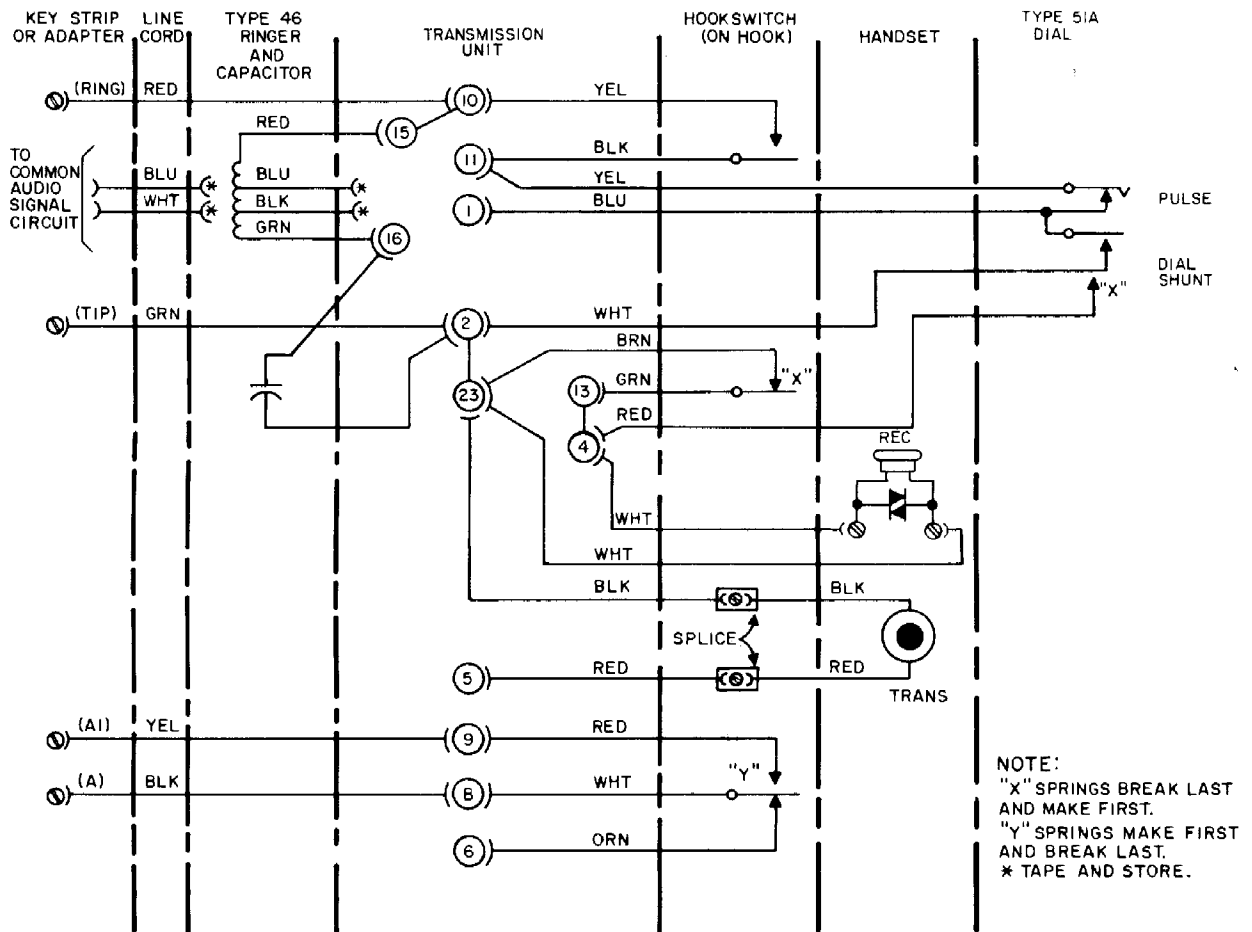 KEY STRIP
OR ADAPTER
LINE
CORD
TYPE 46
RINGER
AND
CAPACITOR
TRANSMISSION
UNIT
HOOKSWITCH
(ON HOOK)
HANDSET
TYPE 51A
DIAL
(RING) RED
10
YEL
RED
15
TO
COMMON
AUDIO
SIGNAL
CIRCUIT
BLU
*
BLU
*
WHT
*
BLK
*
GRN
16
11
BLK
YEL
1
BLU
PULSE
DIAL
SHUNT
"X"
(TIP) GRN
2
WHT
BRN
"X"
23
13
GRN
RED
4
REC
WHT
WHT
BLK
BLK
SPLICE
5
RED
RED
TRANS
(A1) YEL
9
RED
"Y"
(A) BLK
8
WHT
6
ORN
NOTE:
"X" SPRINGS BREAK LAST
AND MAKE FIRST.
"Y" SPRINGS MAKE FIRST
AND BREAK LAST.
* TAPE AND STORE.